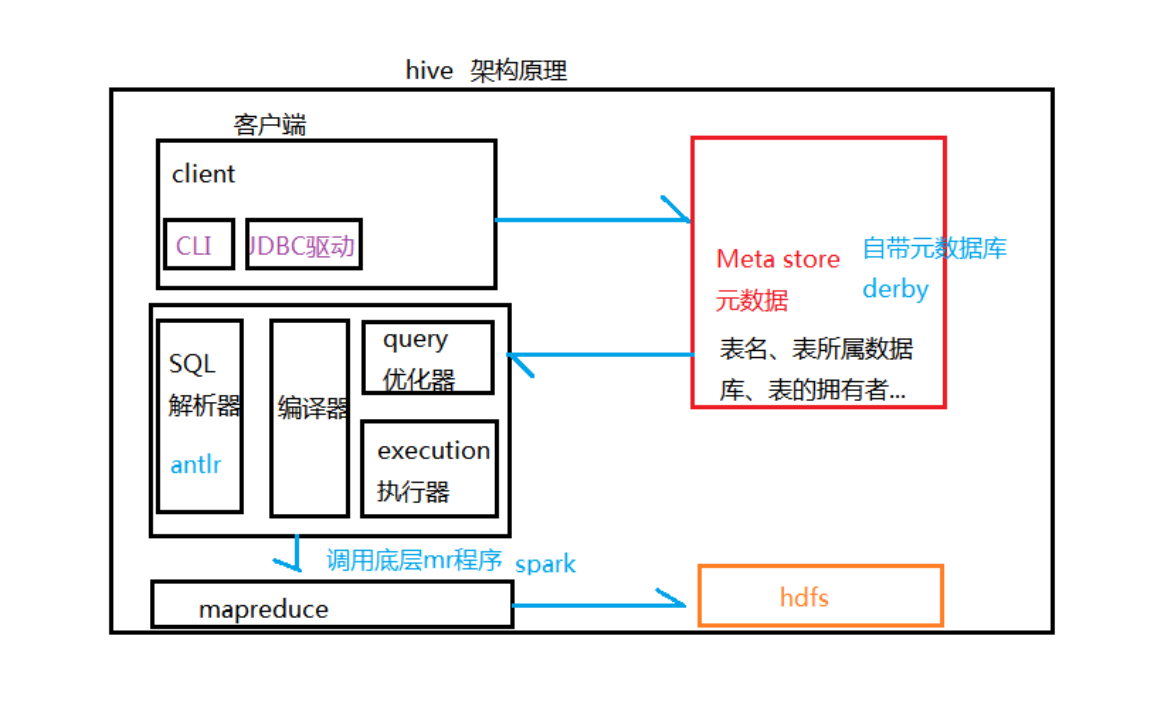 hive 架构原理
客户端
client
CLI
JDBC驱动
Meta store
元数据
自带元数据库
derby
表名、表所属数据
库、表的拥有者...
SQL
解析器
antlr
编译器
query
优化器
execution
执行器
调用底层mr程序 spark
mapreduce
hdfs